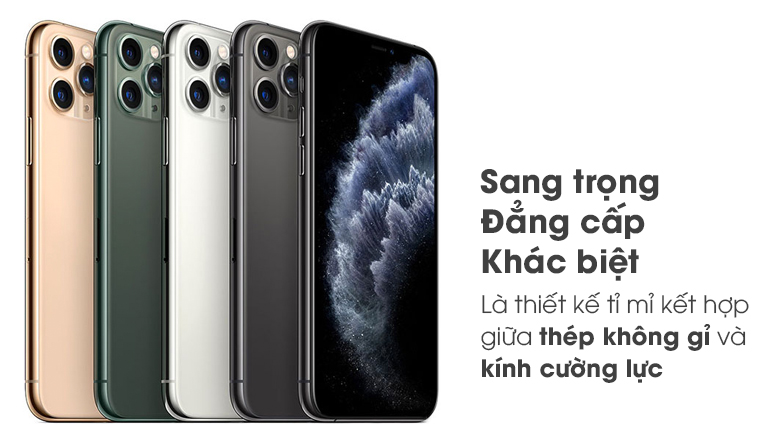 Sang trọng
Đẳng cấp
Khác biệt
Là thiết kế tỉ mỉ kết hợp
giữa thép không gỉ và
kính cường lực